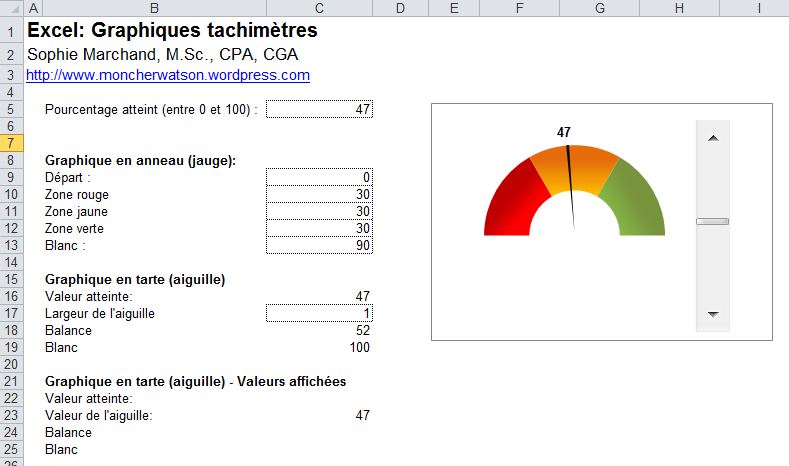 A B C D E F G H I
1 Excel: Graphiques tachimètres
2 Sophie Marchand, M.Sc., CPA, CGA
3 http://www.moncherwatson.wordpress.com
4
5 Pourcentage atteint (entre 0 et 100) : 47
6
7
8 Graphique en anneau (jauge):
9 Départ : 0
10 Zone rouge 30
11 Zone jaune 30
12 Zone verte 30
13 Blanc : 90
14
15 Graphique en tarte (aiguille)
16 Valeur atteinte: 47
17 Largeur de l'aiguille 1
18 Balance 52
19 Blanc 100
20
21 Graphique en tarte (aiguille) - Valeurs affichées
22 Valeur atteinte:
23 Valeur de l'aiguille: 47
24 Balance
25 Blanc
26
47